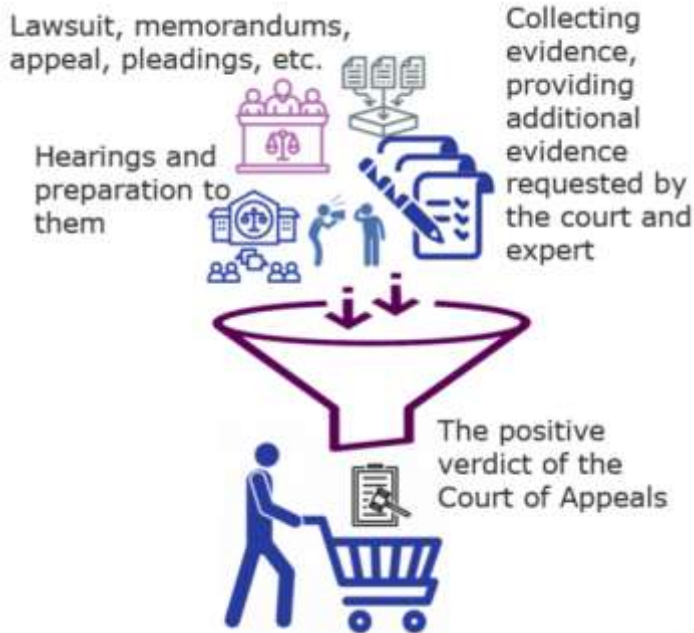 Lawsuit, memorandums,
appeal, pleadings, etc.
Collecting
evidence,
providing
additional
evidence
requested by
the court and
expert
Hearings and
preparation to
them
The positive
verdict of the
Court of Appeals